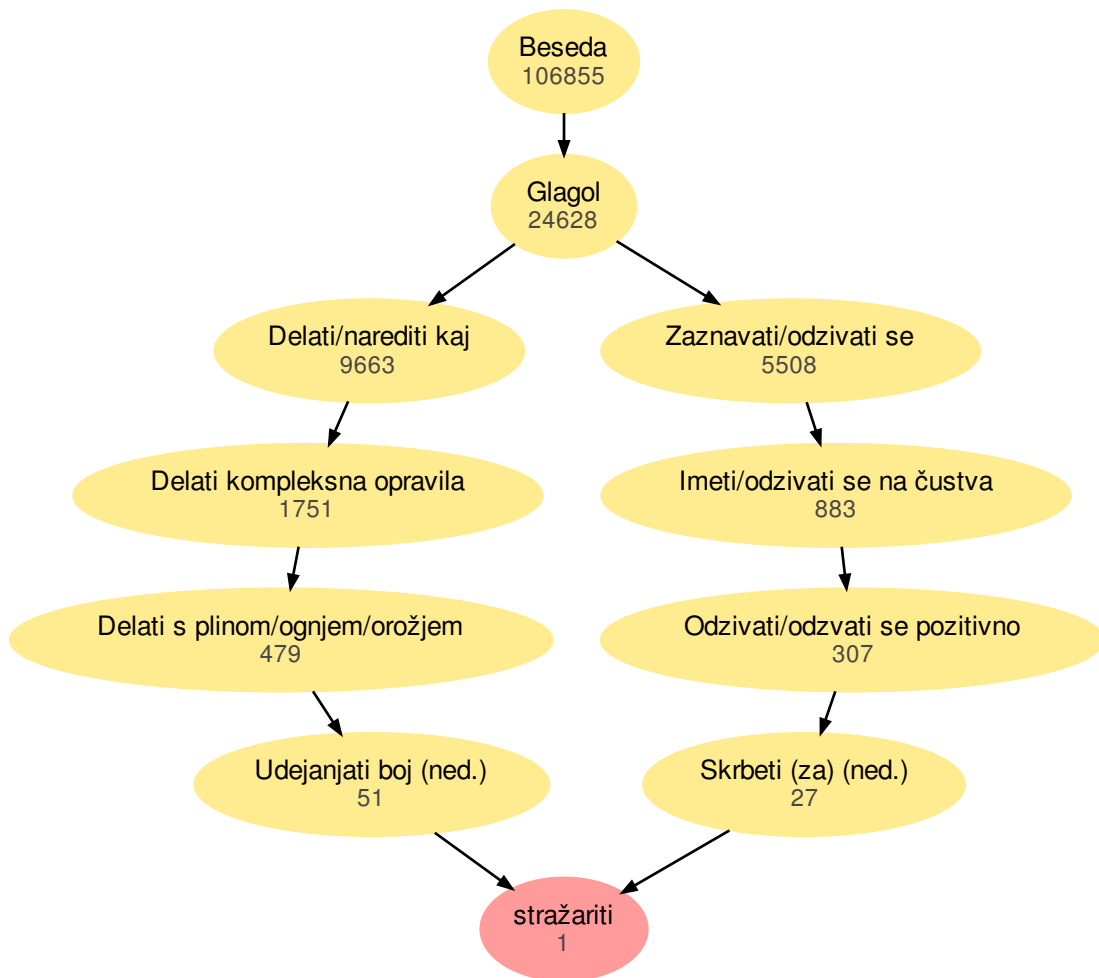 Beseda
106855
Glagol
24628
Delati/narediti kaj
9663
Zaznavati/odzivati se
5508
Delati kompleksna opravila
1751
Imeti/odzivati se na čustva
883
Delati s plinom/ognjem/orožjem
479
Odzivati/odzvati se pozitivno
307
Udejanjati boj (ned.)
51
Skrbeti (za) (ned.)
27
stražariti
1